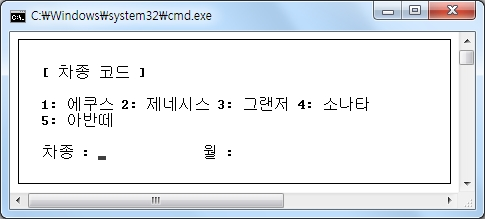 C:\Windows\system32\cmd.exe
[ 차종 코드 ]
1: 에쿠스 2: 제네시스 3: 그랜저 4: 소나타
5: 아반떼
차종 : _ 월 :